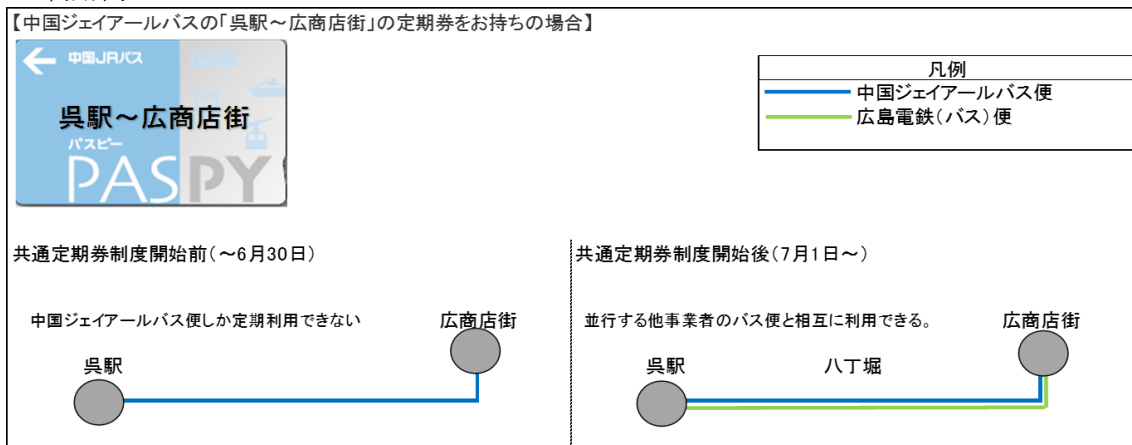 【中国ジェイアールバスの「呉駅～広商店街」の定期券をお持ちの場合】
中国JRバス
呉駅～広商店街
パスピー
PASPY
凡例
中国ジェイアールバス便
広島電鉄(バス)便
共通定期券制度開始前(～6月30日)
中国ジェイアールバス便しか定期利用できない
広商店街
呉駅
共通定期券制度開始後(7月1日～)
並行する他事業者のバス便と相互に利用できる。
広商店街
呉駅
八丁堀